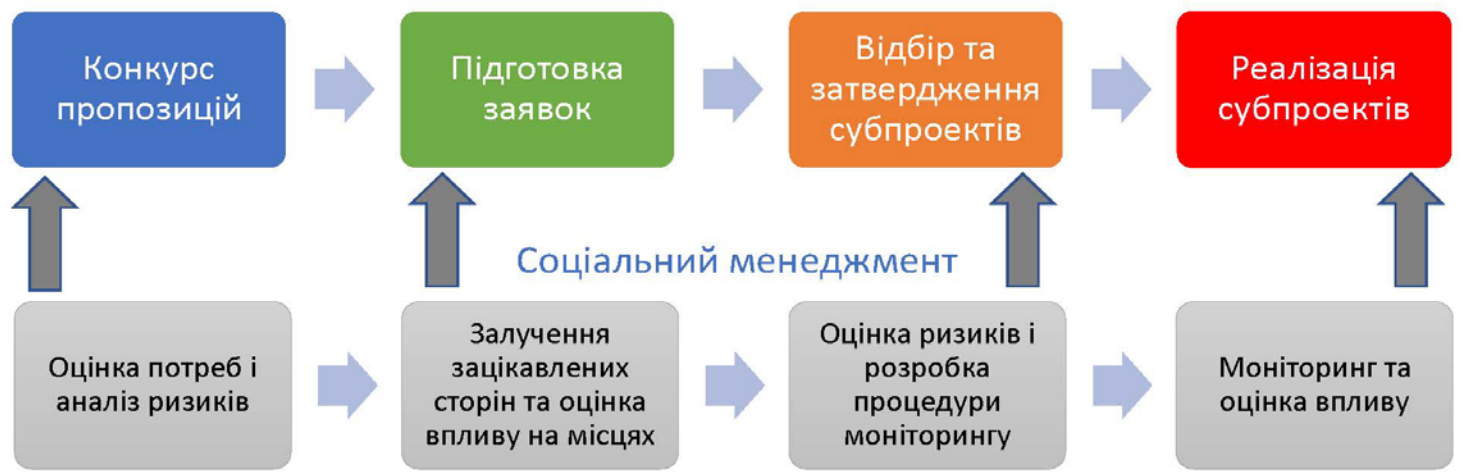 Конкурс
пропозицій
Підготовка
заявок
Відбір та
затвердження
субпроектів
Реалізація
субпроектів
Соціальний менеджмент
Оцінка потреб і
аналіз ризиків
Залучення
зацікавлених
сторін та оцінка
впливу на місцях
Оцінка ризиків і
розробка
процедури
моніторингу
Моніторинг та
оцінка впливу